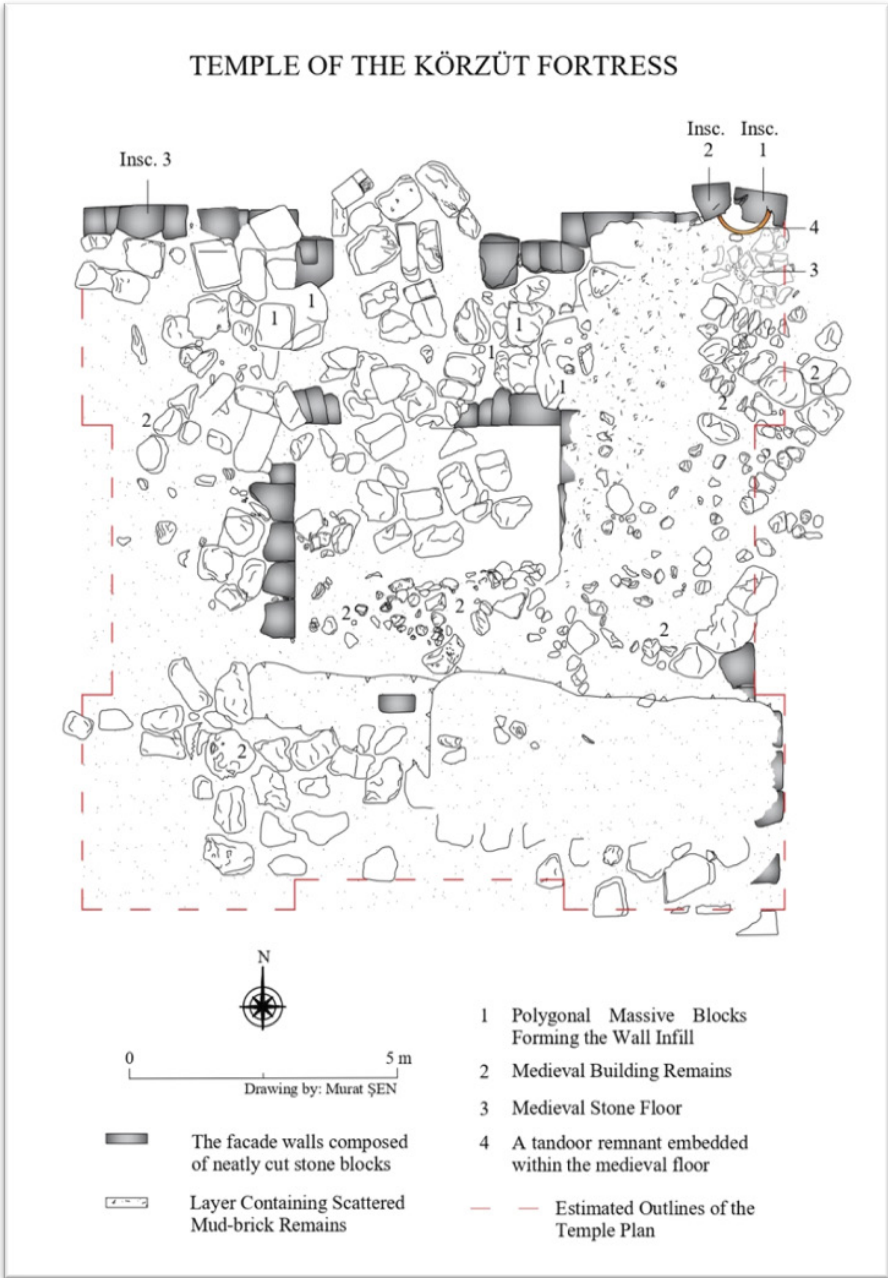 TEMPLE OF THE KÖRZÜT FORTRESS
Insc. 2
Insc. 1
Insc. 3
4
3
1
1
1
1
1
2
2
2
2
2
2
2
N
0 5 m
Drawing by: Murat ŞEN
The facade walls composed
of neatly cut stone blocks
Layer Containing Scattered
Mud-brick Remains
1 Polygonal Massive Blocks
Forming the Wall Infill
2 Medieval Building Remains
3 Medieval Stone Floor
4 A tandoor remnant embedded
within the medieval floor
Estimated Outlines of the
Temple Plan